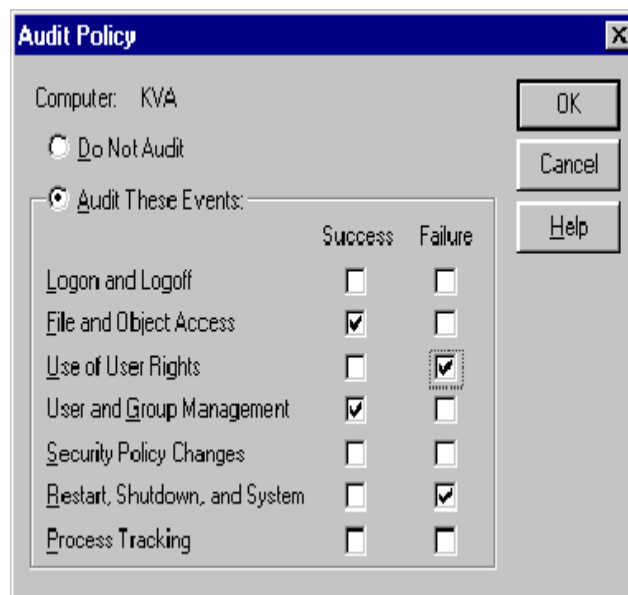 Audit Policy
Computer: KVA
OK
Do Not Audit
Cancel
Audit These Events:
Help
Success Failure
Logon and Logoff
File and Object Access
Use of User Rights
User and Group Management
Security Policy Changes
Restart, Shutdown, and System
Process Tracking